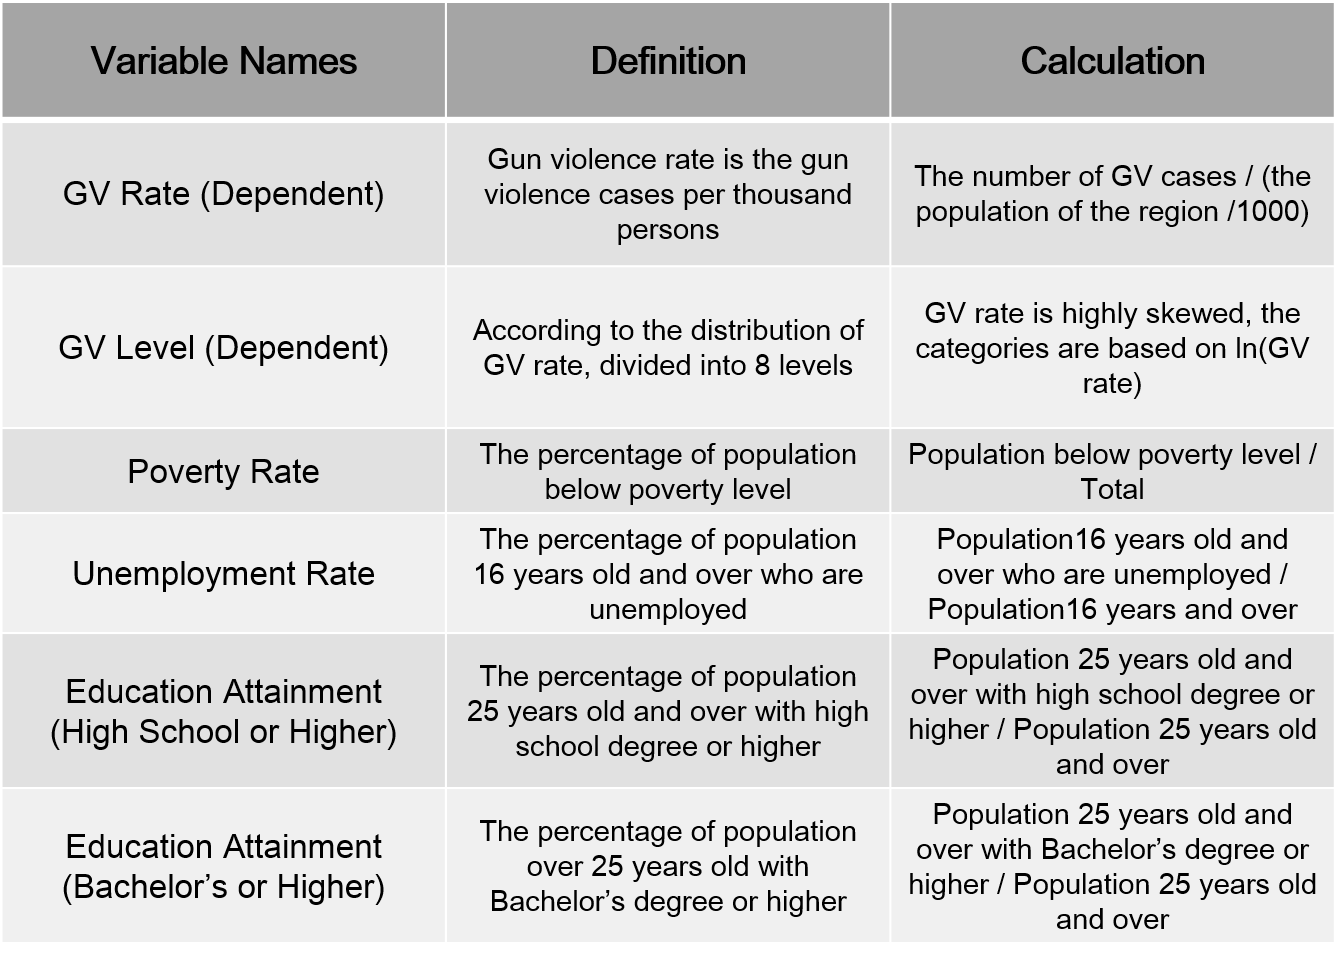 Variable Names
Definition
Calculation
GV Rate (Dependent)
Gun violence rate is the gun
violence cases per thousand
persons
The number of GV cases / (the
population of the region /1000)
GV Level (Dependent)
According to the distribution of
GV rate, divided into 8 levels
GV rate is highly skewed, the
categories are based on ln(GV
rate)
Poverty Rate
The percentage of population
below poverty level
Population below poverty level /
Total
Unemployment Rate
The percentage of population
16 years old and over who are
unemployed
Population16 years old and
over who are unemployed /
Population16 years and over
Education Attainment
(High School or Higher)
The percentage of population
25 years old and over with high
school degree or higher
Population 25 years old and
over with high school degree or
higher / Population 25 years old
and over
Education Attainment
(Bachelor’s or Higher)
The percentage of population
over 25 years old with
Bachelor’s degree or higher
Population 25 years old and
over with Bachelor’s degree or
higher / Population 25 years old
and over